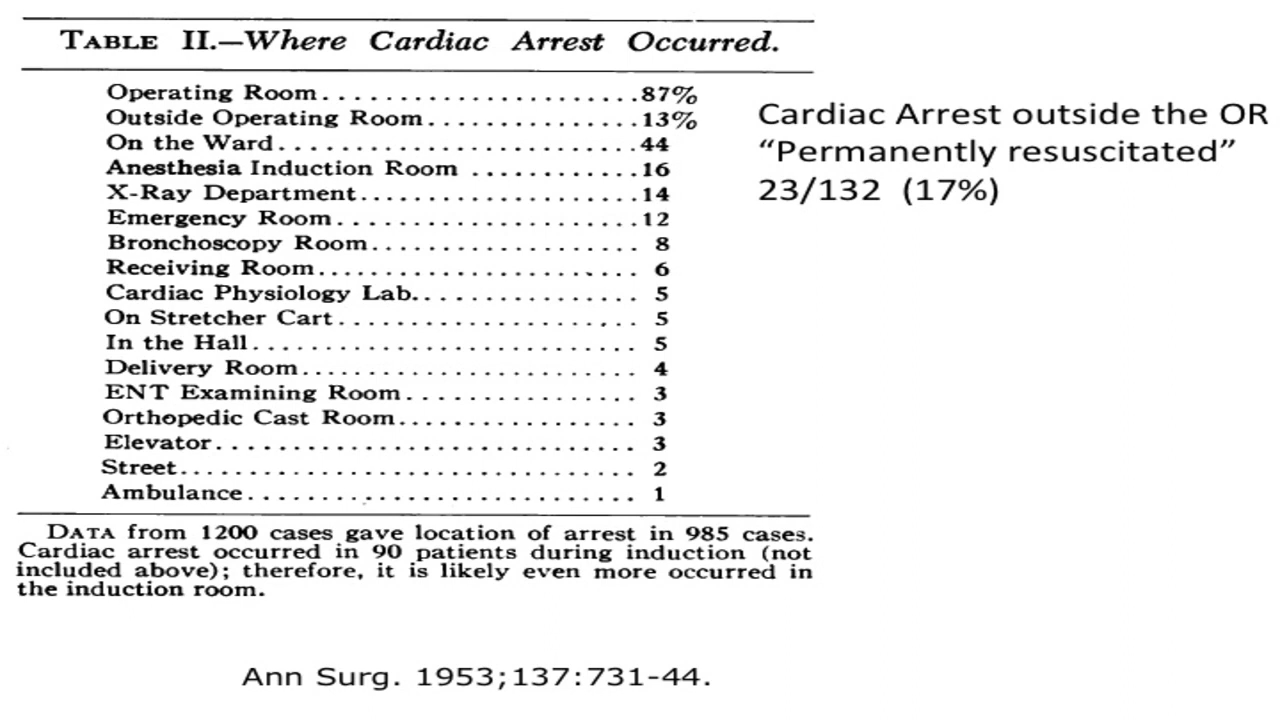 TABLE II.—Where Cardiac Arrest Occurred.
Operating Room.......................87%
Outside Operating Room...............13%
On the Ward..........................44
Anesthesia Induction Room ...........16
X-Ray Department.....................14
Emergency Room.......................12
Bronchoscopy Room................... 8
Receiving Room...................... 6
Cardiac Physiology Lab.............. 5
On Stretcher Cart................... 5
In the Hall......................... 5
Delivery Room....................... 4
ENT Examining Room.................. 3
Orthopedic Cast Room................ 3
Elevator............................ 3
Street.............................. 2
Ambulance........................... 1
DATA from 1200 cases gave location of arrest in 985 cases.
Cardiac arrest occurred in 90 patients during induction (not
included above); therefore, it is likely even more occurred in
the induction room.
Cardiac Arrest outside the OR
“Permanently resuscitated”
23/132 (17%)
Ann Surg. 1953;137:731-44.